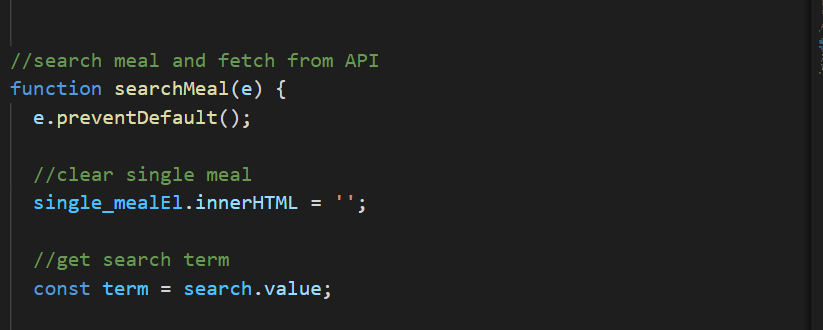 //search meal and fetch from API
function searchMeal(e) {
e.preventDefault();
//clear single meal
single_mealEl.innerHTML = '';
//get search term
const term = search.value;